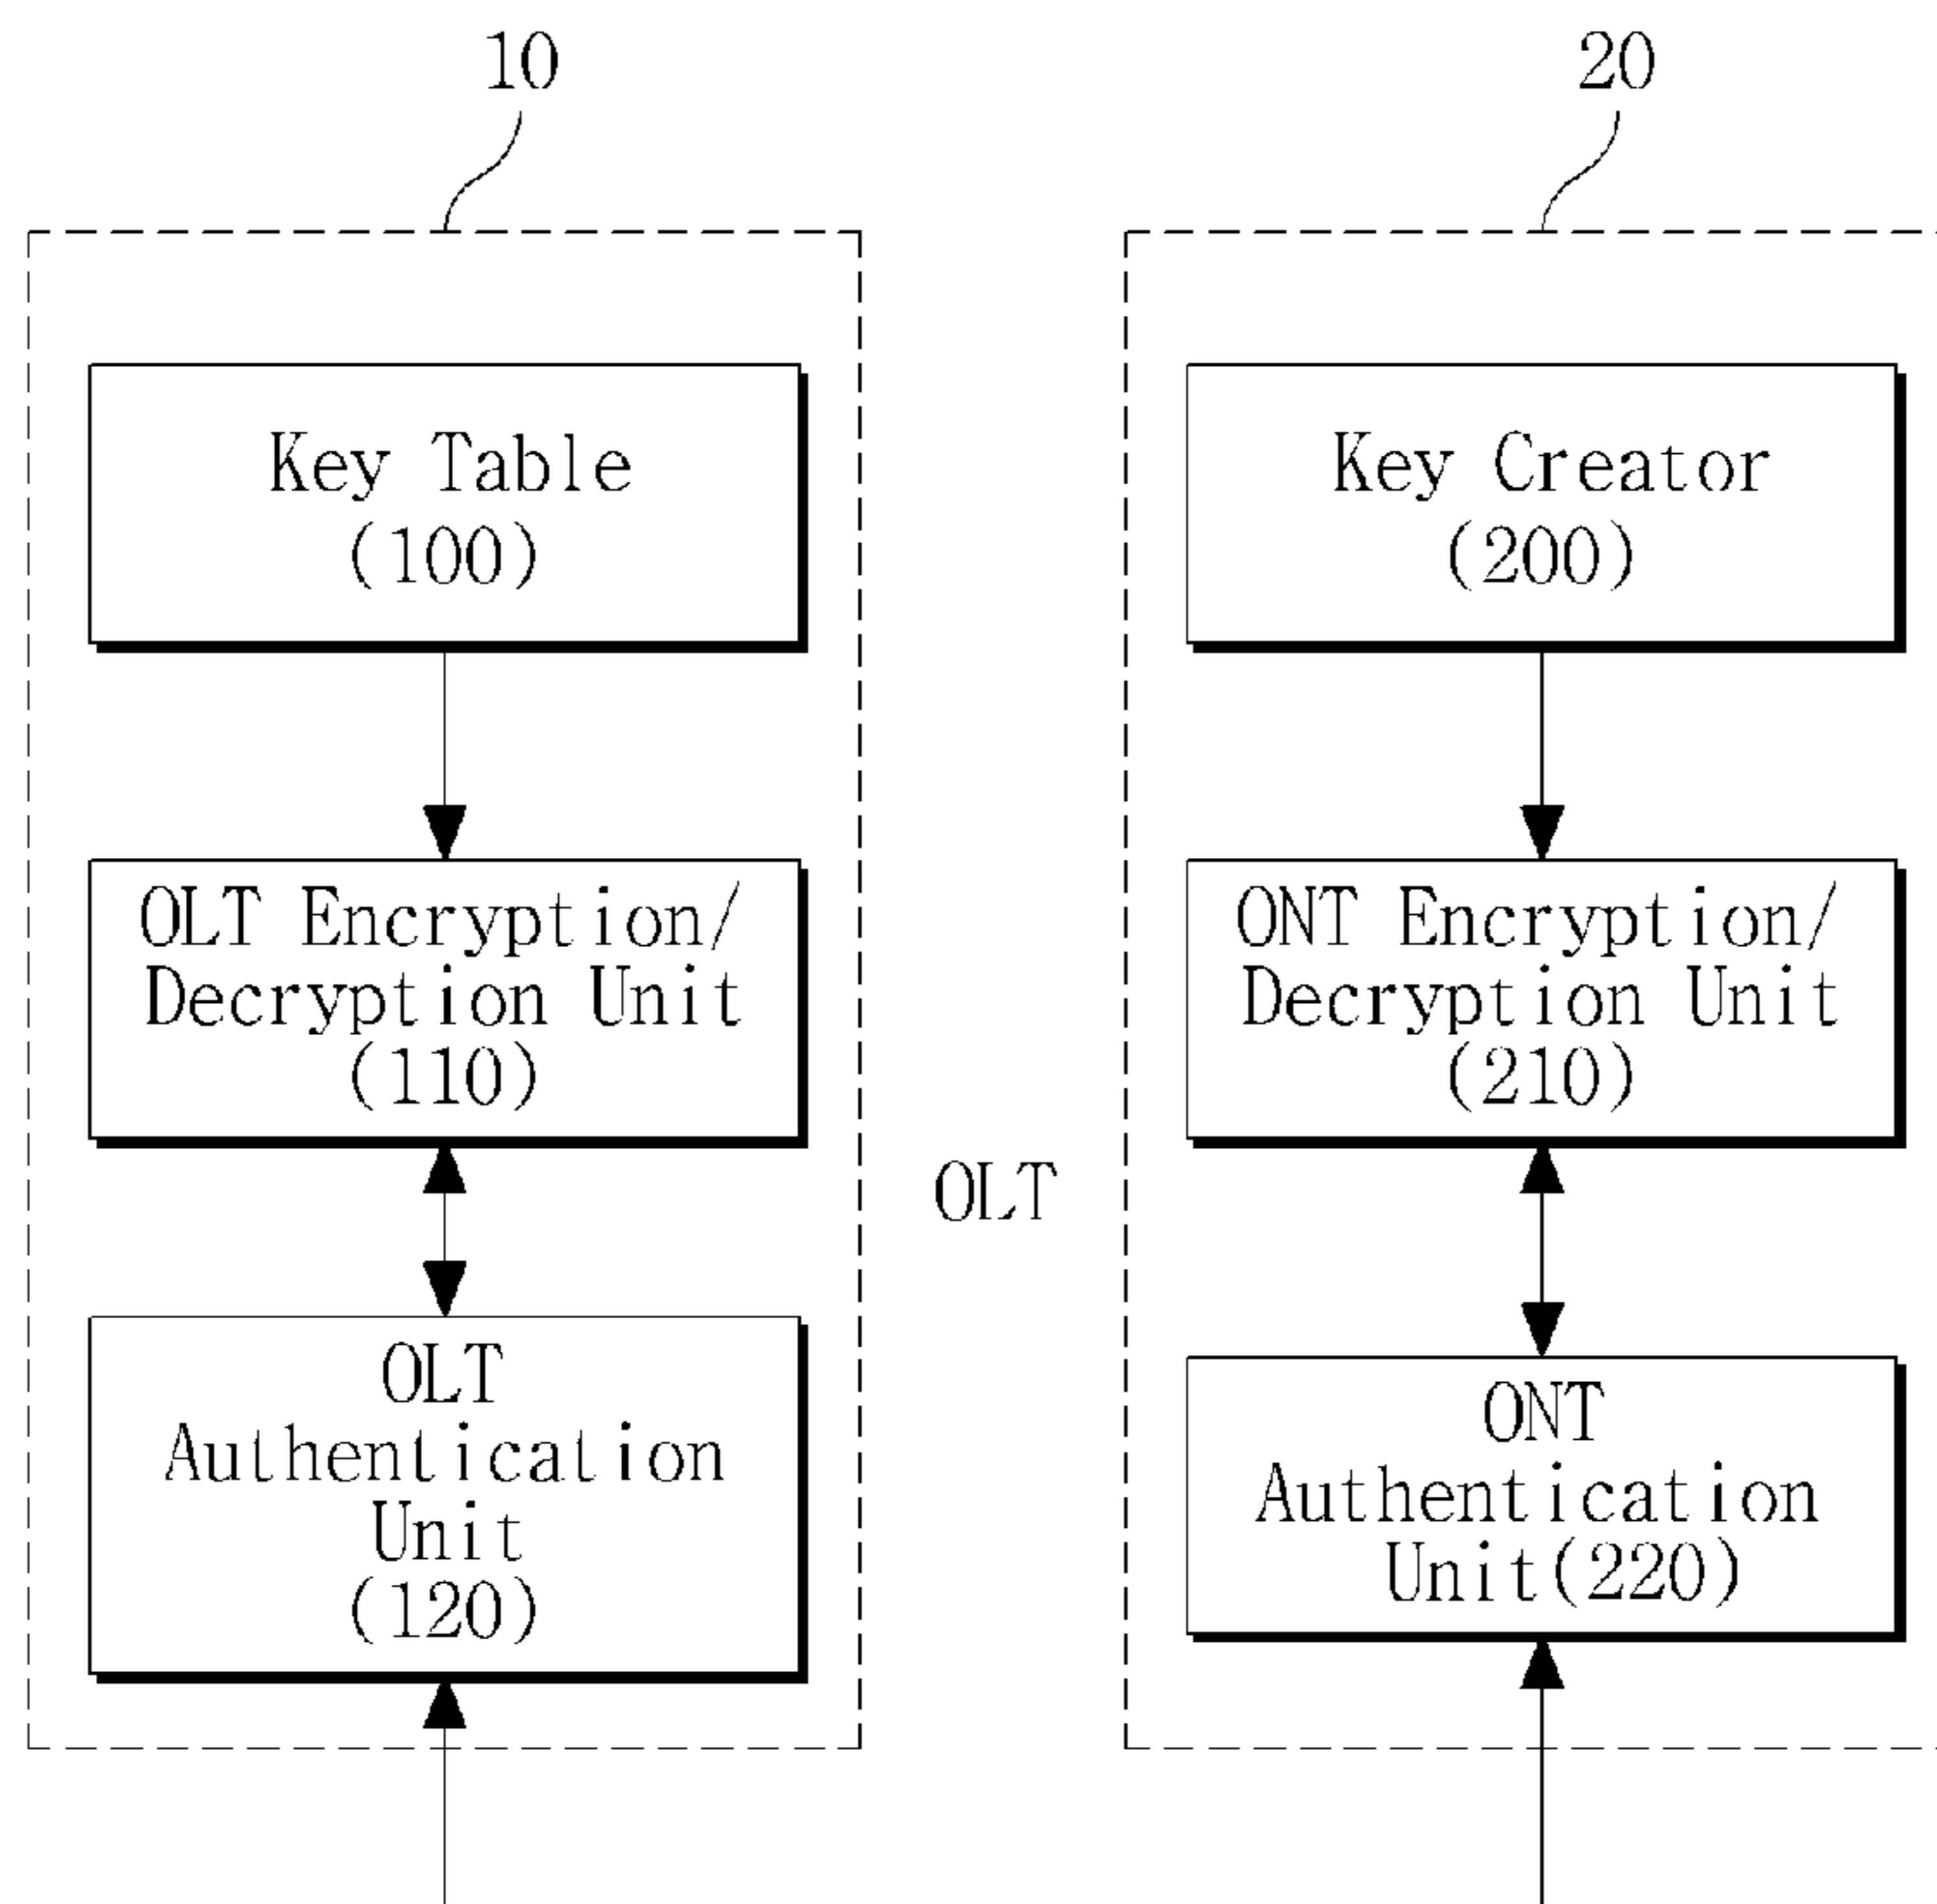 10
20
Key Table
(100)
OLT Encryption/
Decryption Unit
(110)
OLT
Authentication
Unit
(120)
OLT
Key Creator
(200)
ONT Encryption/
Decryption Unit
(210)
ONT
Authentication
Unit(220)